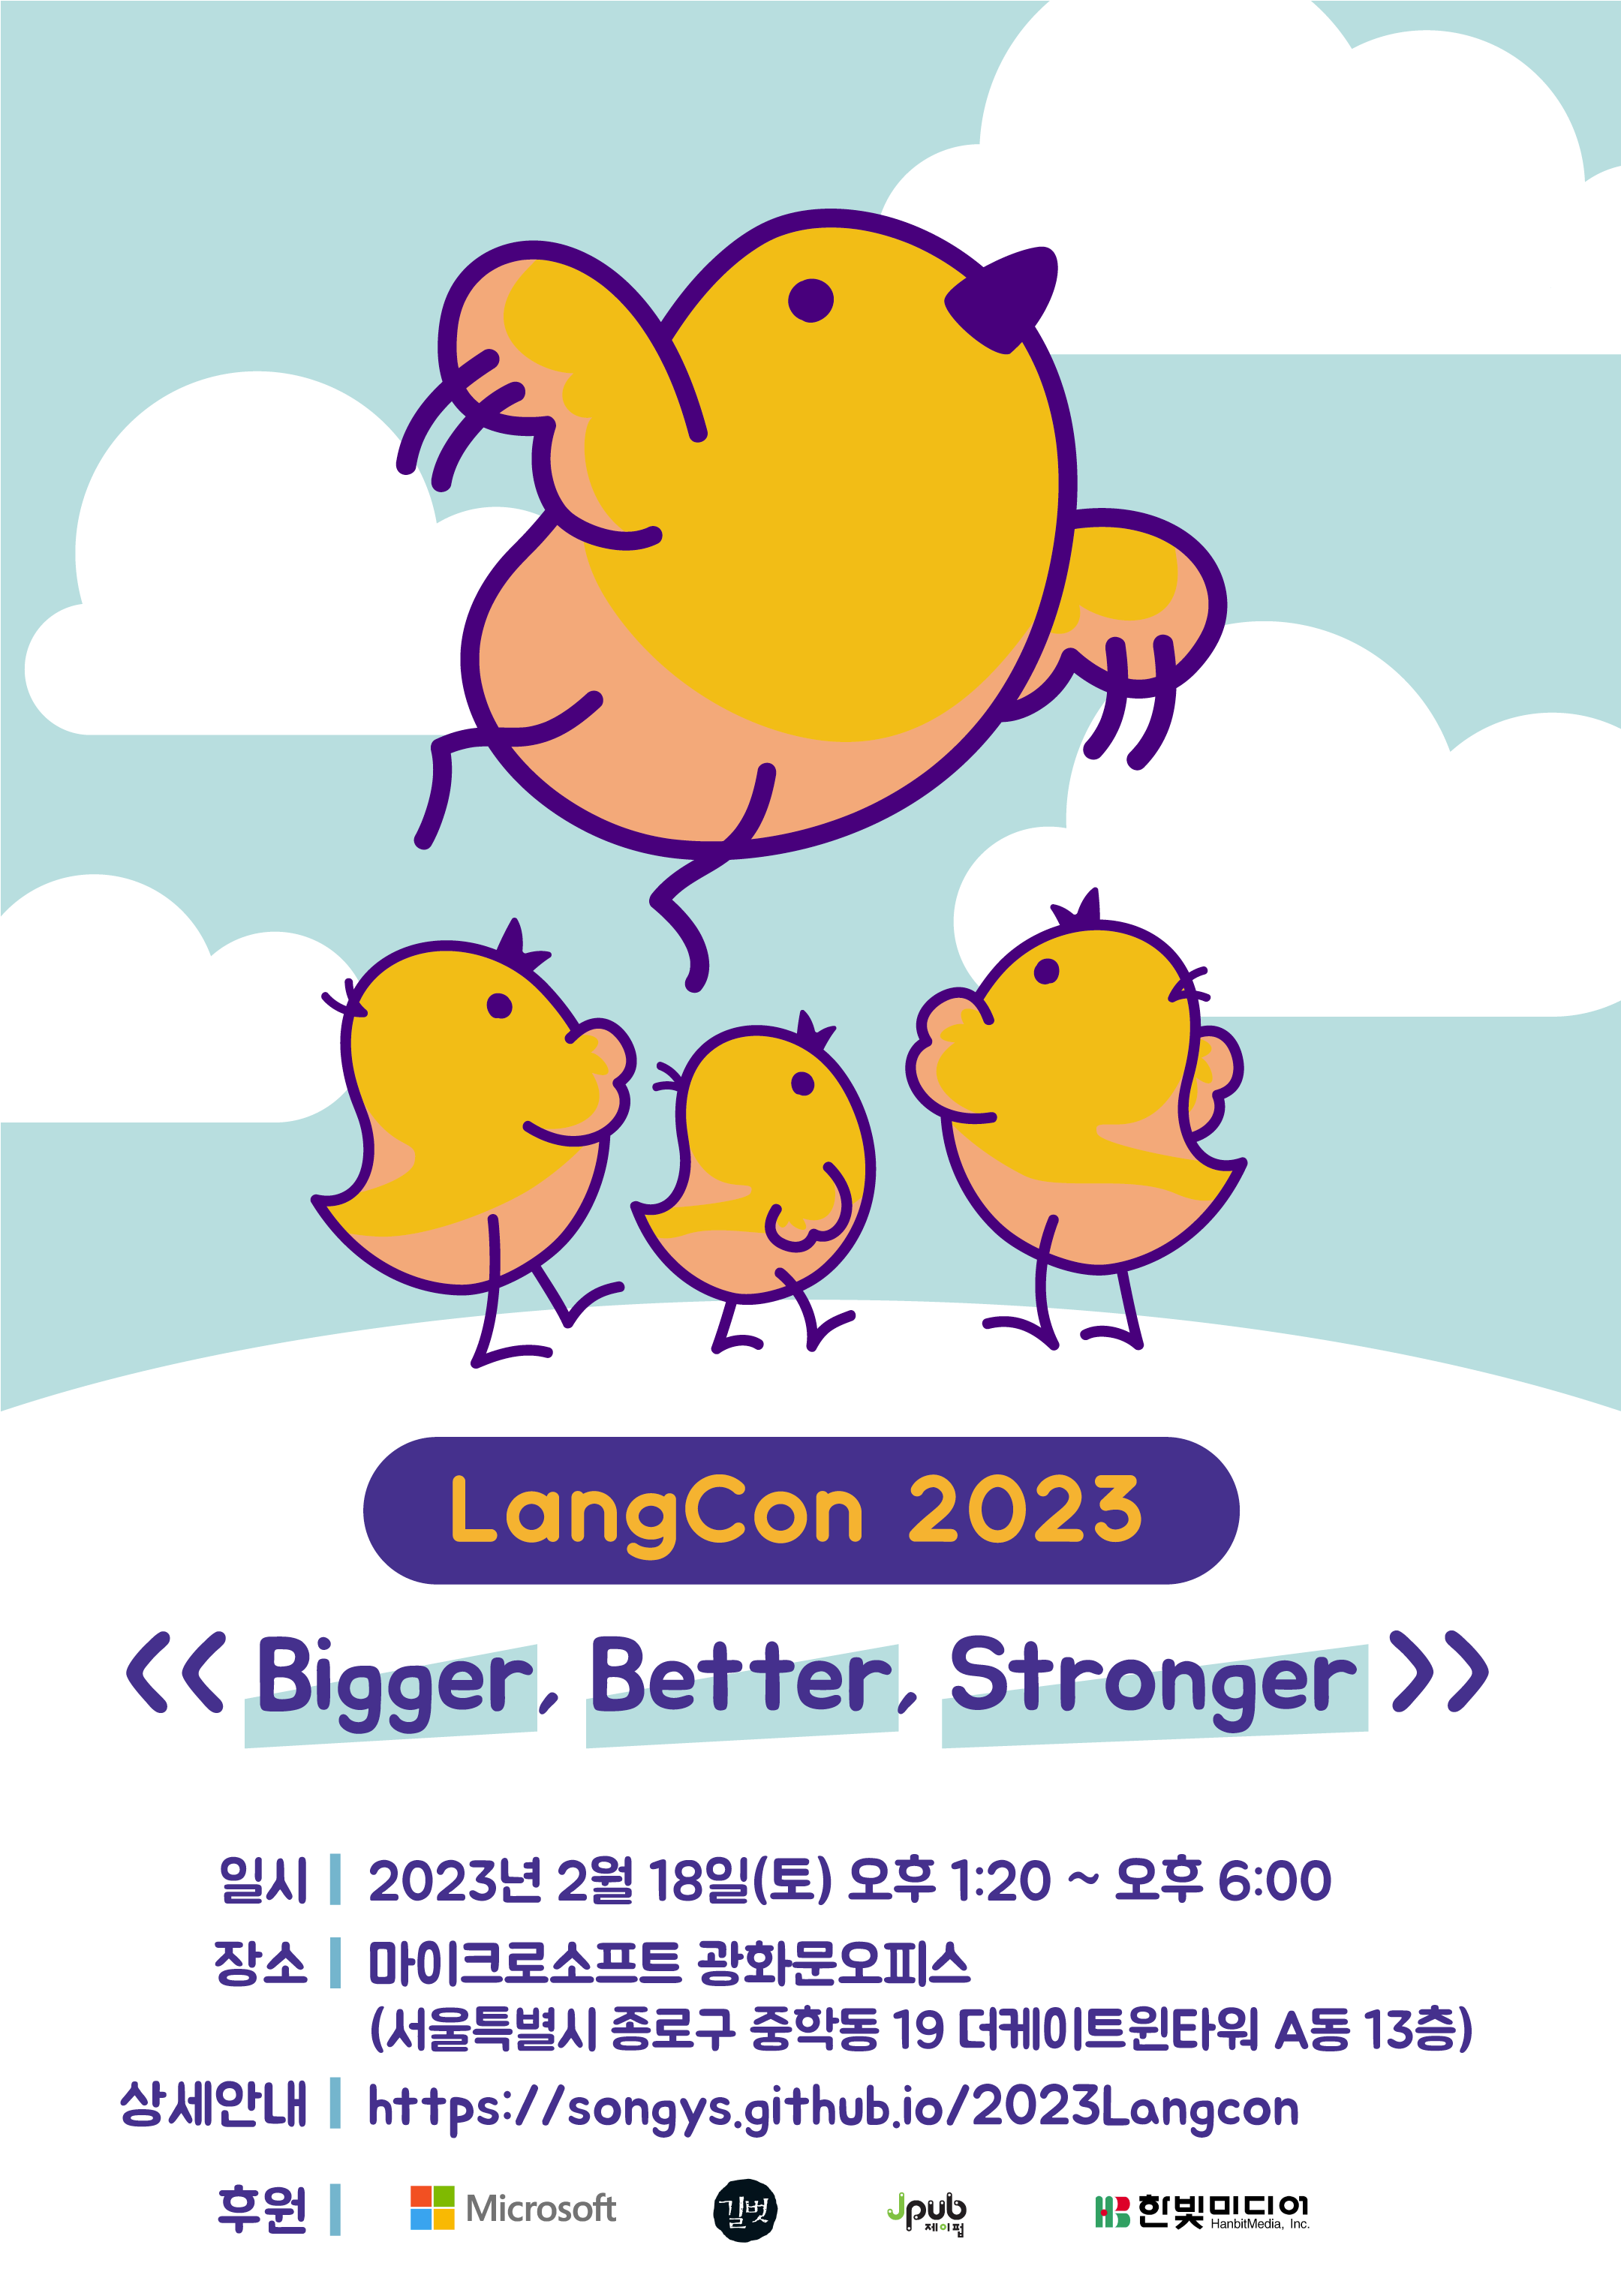 LangCon 2023
<< Bigger, Better, Stronger >>
일시 | 2023년 2월 18일(토) 오후 1:20 ~ 오후 6:00
장소 | 마이크로소프트 광화문오피스
(서울특별시 종로구 중학동 19 더케이트윈타워 A동 13층)
상세안내 | https://songys.github.io/2023Langcon
후원 | Microsoft 길벗 Jpub 제이펍 한빛미디어 HanbitMedia, Inc.